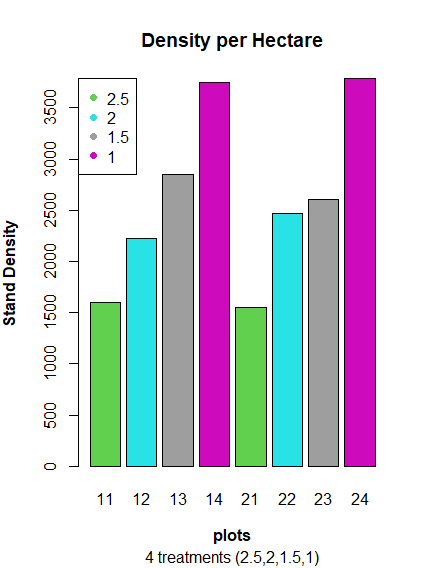 Density per Hectare
2.5
2
1.5
1
Stand Density
3500
3000
2500
2000
1500
1000
500
0
11 12 13 14 21 22 23 24
plots
4 treatments (2.5,2,1.5,1)